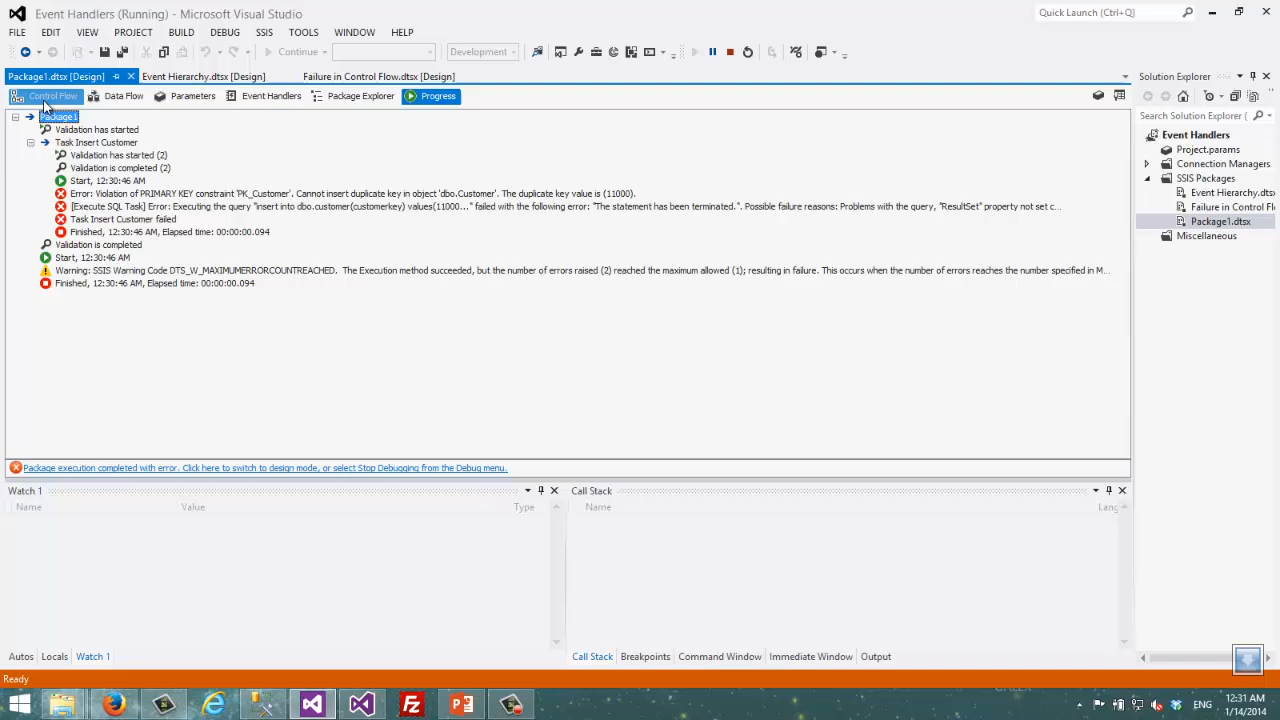 Event Handlers (Running) - Microsoft Visual Studio
Quick Launch (Ctrl+Q)
FILE EDIT VIEW PROJECT BUILD DEBUG SSIS TOOLS WINDOW HELP
Continue Development
Package1.dtsx [Design] Event Hierarchy.dtsx [Design] Failure in Control Flow.dtsx [Design]
Solution Explorer
Control Flow Data Flow Parameters Event Handlers Package Explorer Progress
Search Solution Explorer (
Package1
Validation has started
Task Insert Customer
Validation has started (2)
Validation is completed (2)
Start, 12:30:46 AM
Error: Violation of PRIMARY KEY constraint 'PK_Customer'. Cannot insert duplicate key in object 'dbo.Customer'. The duplicate key value is (11000).
[Execute SQL Task] Error: Executing the query "insert into dbo.customer(customerkey) values(11000..." failed with the following error: "The statement has been terminated.". Possible failure reasons: Problems with the query, "ResultSet" property not set c...
Task Insert Customer failed
Finished, 12:30:46 AM, Elapsed time: 00:00:00.094
Validation is completed
Start, 12:30:46 AM
Warning: SSIS Warning Code DTS_W_MAXIMUMERRORCOUNTREACHED. The Execution method succeeded, but the number of errors raised (2) reached the maximum allowed (1); resulting in failure. This occurs when the number of errors reaches the number specified in M...
Finished, 12:30:46 AM, Elapsed time: 00:00:00.094
Event Handlers
Project.params
Connection Managers
SSIS Packages
Event Hierarchy.dtsx
Failure in Control Fl
Package1.dtsx
Miscellaneous
Package execution completed with error. Click here to switch to design mode, or select Stop Debugging from the Debug menu.
Watch 1
Name Value Type
Call Stack
Name Lang
Autos Locals Watch 1
Call Stack Breakpoints Command Window Immediate Window Output
Ready
ENG
12:31 AM
1/14/2014